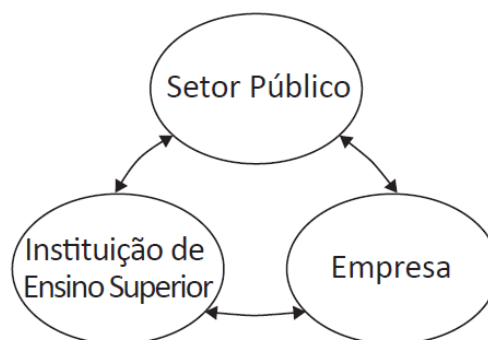 Setor Público
Instituição de
Ensino Superior
Empresa